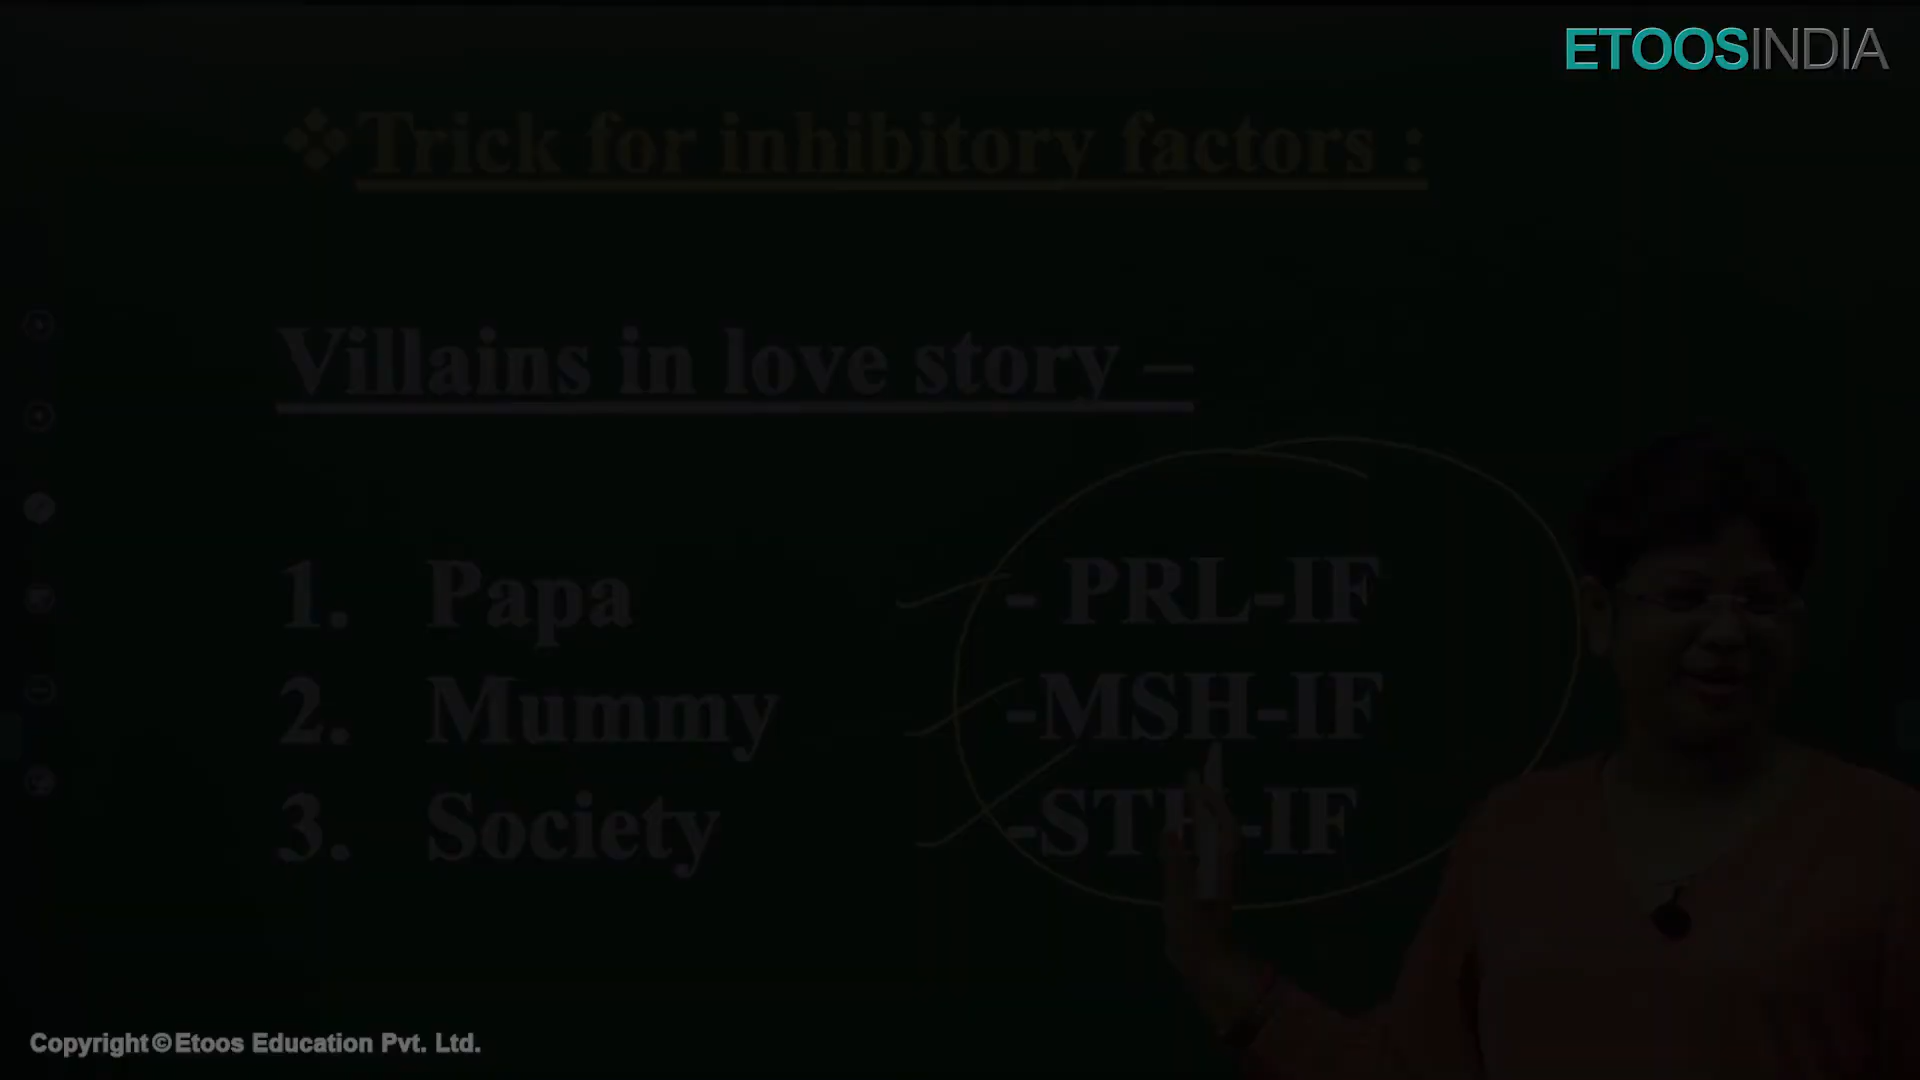 ETOOSINDIA
❖Trick for inhibitory factors :
Villains in love story –
1. Papa - PRL-IF
2. Mummy -MSH-IF
3. Society -STH-IF
Copyright © Etoos Education Pvt. Ltd.